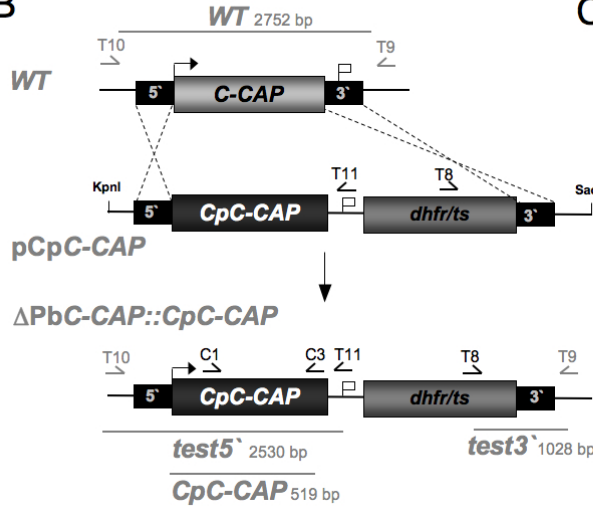 B
C
WT 2752 bp
T10
T9
WT
5` C-CAP 3`
T11
T8
KpnI
Sac
5` CpC-CAP dhfr/ts 3`
pCpC-CAP
ΔPbC-CAP::CpC-CAP
T10 C1 C3 T11 T8 T9
5` CpC-CAP dhfr/ts 3`
test5` 2530 bp
test3` 1028 bp
CpC-CAP 519 bp